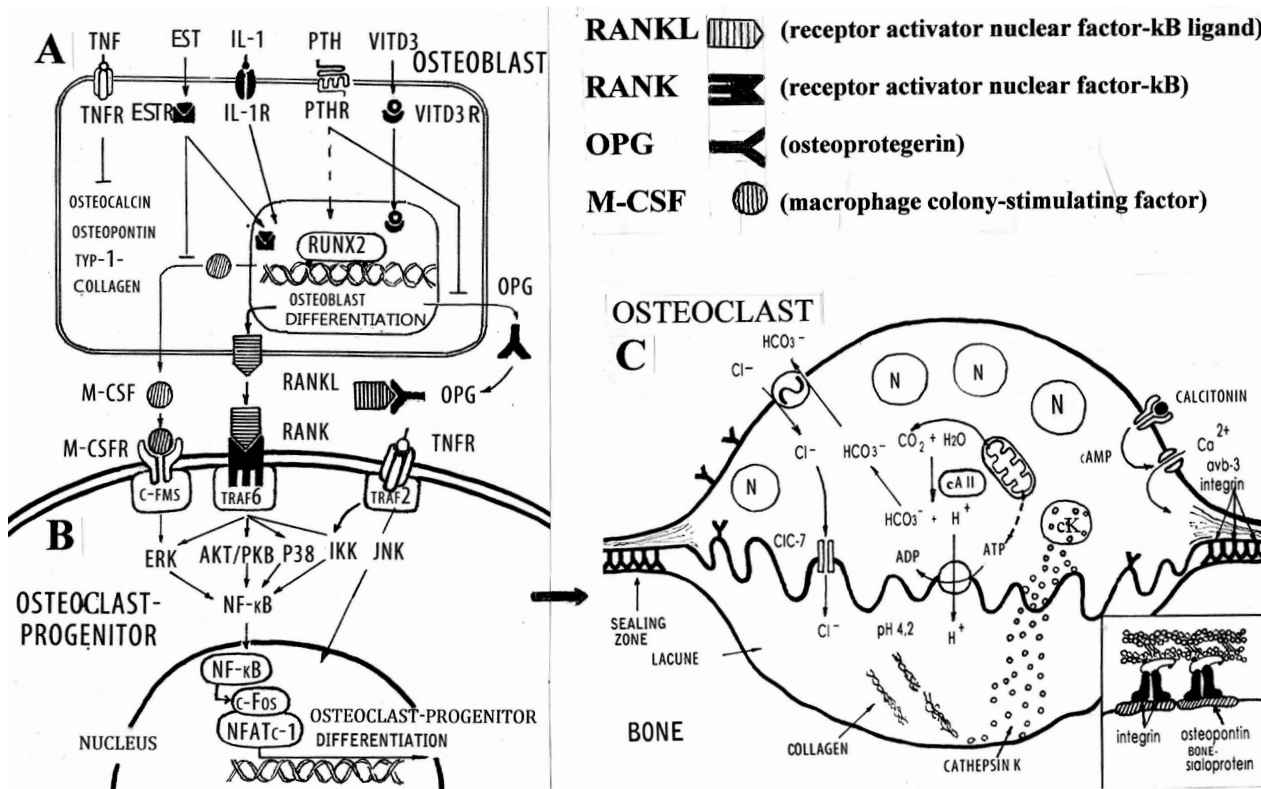 A
TNF
EST
IL-1
PTH
VITD3
OSTEOBLAST
TNFR
ESTR
IL-1R
PTHR
VITD3 R
OSTEOCALCIN
OSTEOPONTIN
TYP-1-
COLLAGEN
RUNX2
OSTEOBLAST
DIFFERENTIATION
OPG
M-CSF
RANKL
OPG
M-CSFR
RANK
TNFR
C-FMS
TRAF6
TRAF2
B
ERK
AKT/PKB
P38
IKK
JNK
NF-κB
OSTEOCLAST-
PROGENITOR
NF-κB
c-Fos
NFATc-1
OSTEOCLAST-PROGENITOR
DIFFERENTIATION
NUCLEUS
RANKL (receptor activator nuclear factor-kB ligand)
RANK (receptor activator nuclear factor-kB)
OPG (osteoprotegerin)
M-CSF (macrophage colony-stimulating factor)
OSTEOCLAST
C
HCO3⁻
Cl⁻
N
N
N
N
CALCITONIN
cAMP
Ca²⁺
avb-3
integrin
Cl⁻
HCO3⁻
CO2 + H2O
cA II
HCO3⁻ + H⁺
cK
ClC-7
ADP
ATP
SEALING
ZONE
LACUNE
Cl⁻
pH 4,2
H⁺
BONE
COLLAGEN
CATHEPSIN K
integrin
osteopontin
BONE-
sialoprotein